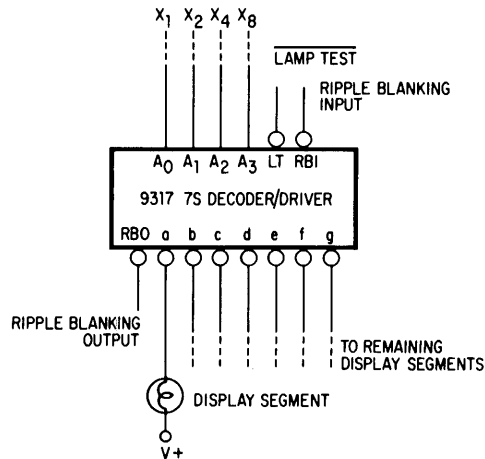 X1 X2 X4 X8
LAMP TEST
RIPPLE BLANKING
INPUT
A0 A1 A2 A3 LT RBI
9317 7S DECODER/DRIVER
RBO a b c d e f g
RIPPLE BLANKING
OUTPUT
TO REMAINING
DISPLAY SEGMENTS
DISPLAY SEGMENT
V+